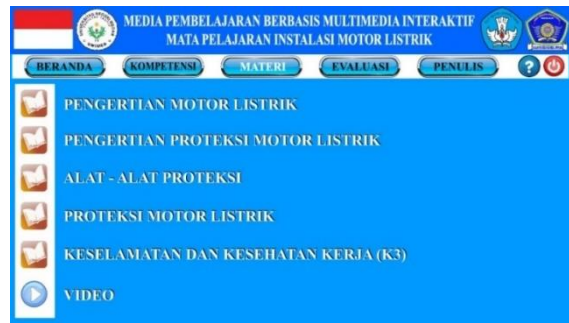 MEDIA PEMBELAJARAN BERBASIS MULTIMEDIA INTERAKTIF
MATA PELAJARAN INSTALASI MOTOR LISTRIK
BERANDA KOMPETENSI MATERI EVALUASI PENULIS ?
PENGERTIAN MOTOR LISTRIK
PENGERTIAN PROTEKSI MOTOR LISTRIK
ALAT - ALAT PROTEKSI
PROTEKSI MOTOR LISTRIK
KESELAMATAN DAN KESEHATAN KERJA (K3)
VIDEO